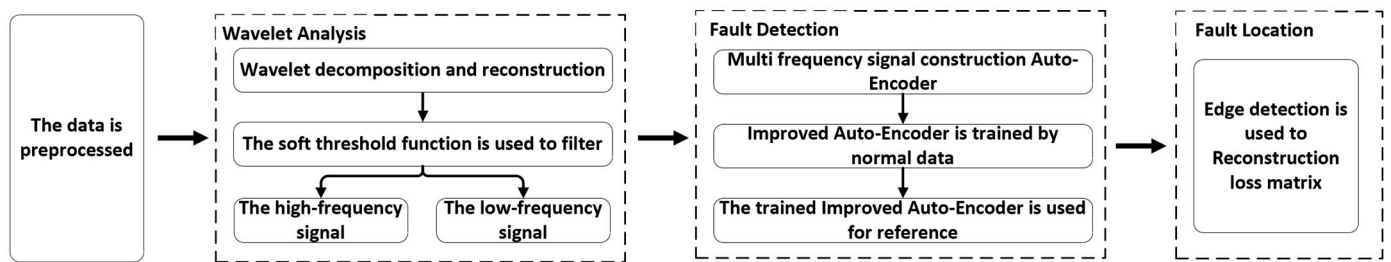 The data is
preprocessed
Wavelet Analysis
Wavelet decomposition and reconstruction
The soft threshold function is used to filter
The high-frequency
signal
The low-frequency
signal
Fault Detection
Multi frequency signal construction Auto-
Encoder
Improved Auto-Encoder is trained by
normal data
The trained Improved Auto-Encoder is used
for reference
Fault Location
Edge detection is
used to
Reconstruction
loss matrix